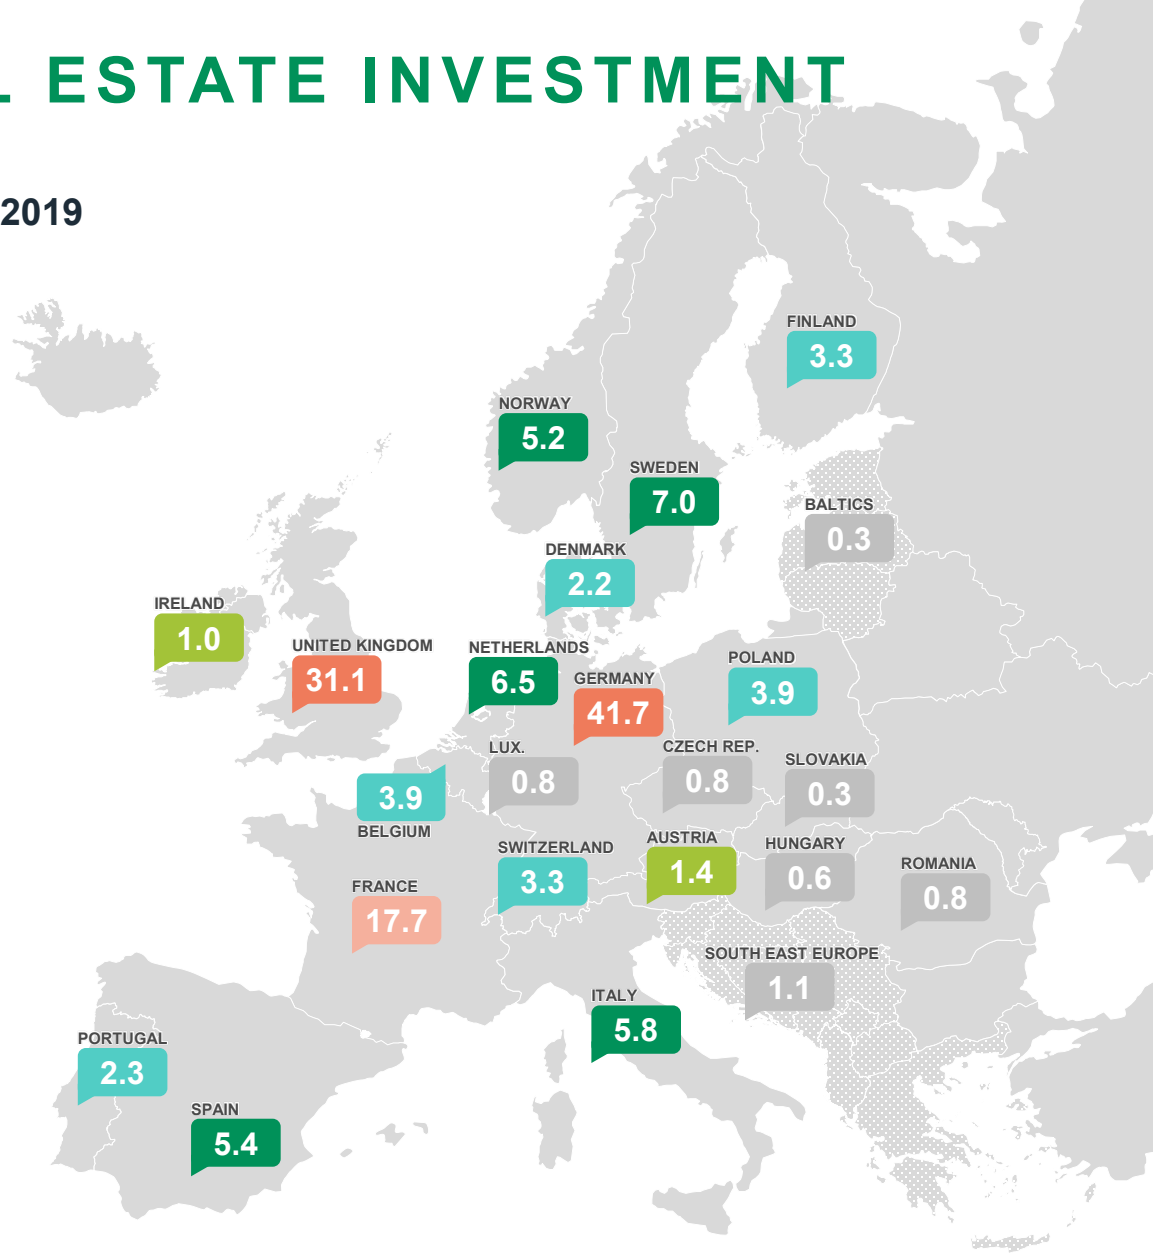 L ESTATE INVESTMENT
2019
FINLAND
3.3
NORWAY
5.2
SWEDEN
7.0
BALTICS
0.3
DENMARK
2.2
IRELAND
1.0
UNITED KINGDOM
31.1
NETHERLANDS
6.5
GERMANY
41.7
POLAND
3.9
LUX.
0.8
CZECH REP.
0.8
SLOVAKIA
0.3
3.9
BELGIUM
SWITZERLAND
3.3
AUSTRIA
1.4
HUNGARY
0.6
ROMANIA
0.8
FRANCE
17.7
SOUTH EAST EUROPE
1.1
ITALY
5.8
PORTUGAL
2.3
SPAIN
5.4